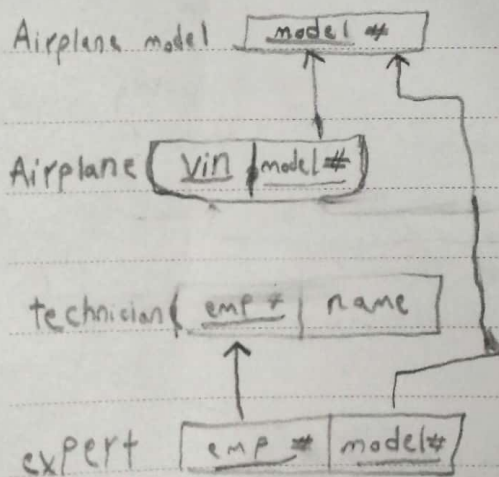 Airplane model model #
Airplane Vin model #
technician emp # name
expert emp # model #